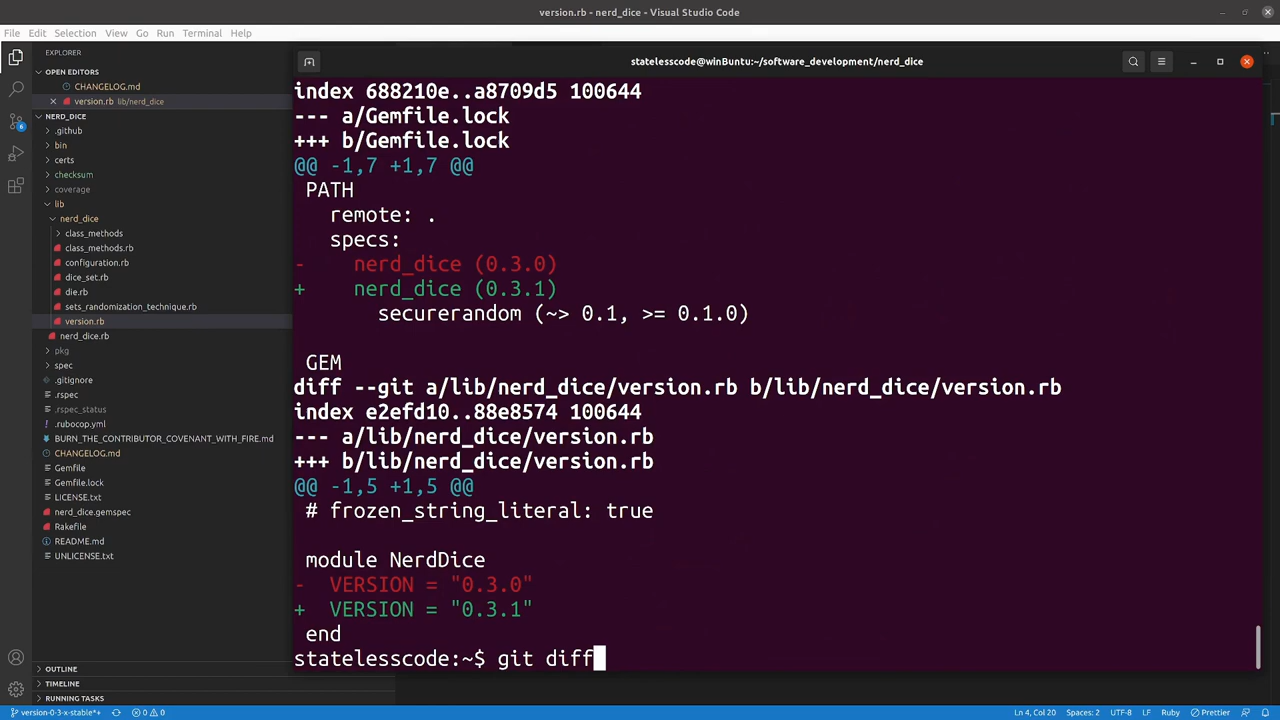 version.rb - nerd_dice - Visual Studio Code
File Edit Selection View Go Run Terminal Help
EXPLORER
OPEN EDITORS
CHANGELOG.md
version.rb lib/nerd_dice
NERD_DICE
.github
bin
certs
checksum
coverage
lib
nerd_dice
class_methods
class_methods.rb
configuration.rb
dice_set.rb
die.rb
sets_randomization_technique.rb
version.rb
nerd_dice.rb
pkg
spec
.gitignore
.rspec
.rspec_status
.rubocop.yml
BURN_THE_CONTRIBUTOR_COVENANT_WITH_FIRE.md
CHANGELOG.md
Gemfile
Gemfile.lock
LICENSE.txt
nerd_dice.gemspec
Rakefile
README.md
UNLICENSE.txt
OUTLINE
TIMELINE
RUNNING TASKS
6
statelesscode@winBuntu:~/software_development/nerd_dice
index 688210e..a8709d5 100644
--- a/Gemfile.lock
+++ b/Gemfile.lock
@@ -1,7 +1,7 @@
PATH
remote: .
specs:
- nerd_dice (0.3.0)
+ nerd_dice (0.3.1)
securerandom (~> 0.1, >= 0.1.0)
GEM
diff --git a/lib/nerd_dice/version.rb b/lib/nerd_dice/version.rb
index e2efd10..88e8574 100644
--- a/lib/nerd_dice/version.rb
+++ b/lib/nerd_dice/version.rb
@@ -1,5 +1,5 @@
# frozen_string_literal: true
module NerdDice
- VERSION = "0.3.0"
+ VERSION = "0.3.1"
end
statelesscode:~$ git diff
version-0-3-x-stable*+ 0 0 Ln 4, Col 20 Spaces: 2 UTF-8 LF Ruby Prettier